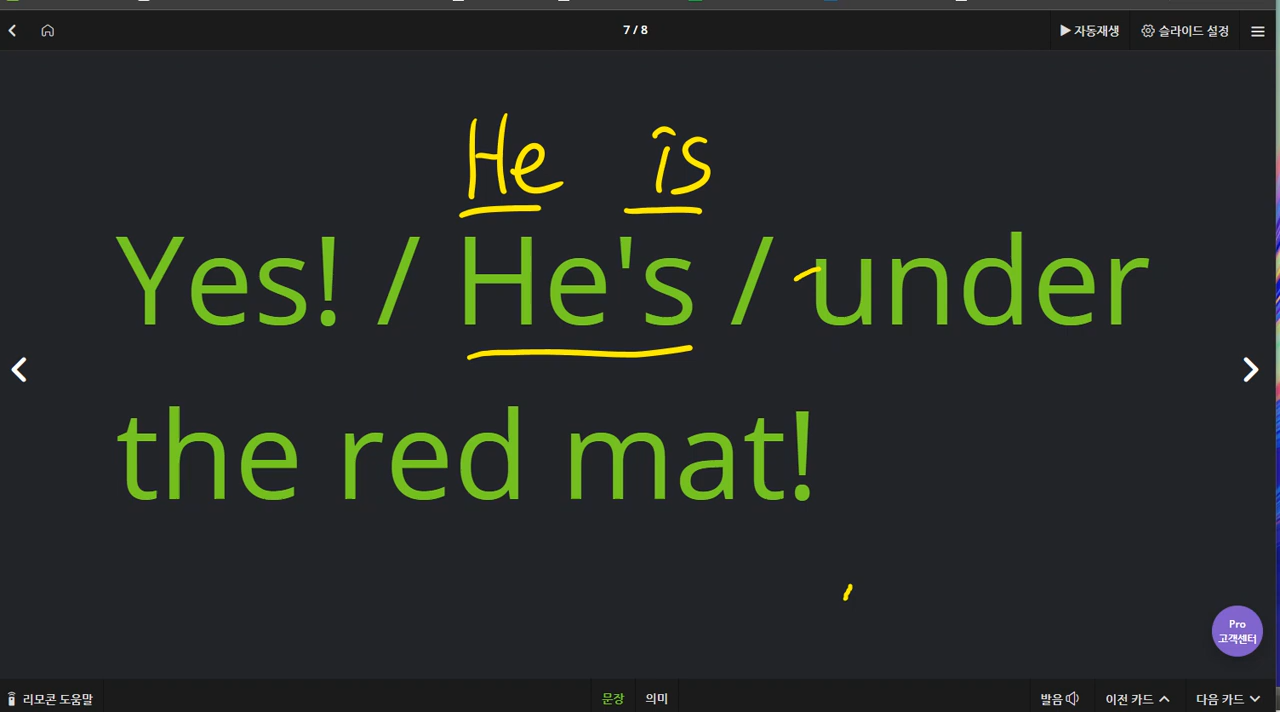 7 / 8
자동재생
슬라이드 설정
He is
Yes! / He's / under
the red mat!
Pro
고객센터
리모콘 도움말
문장
의미
발음
이전 카드
다음 카드